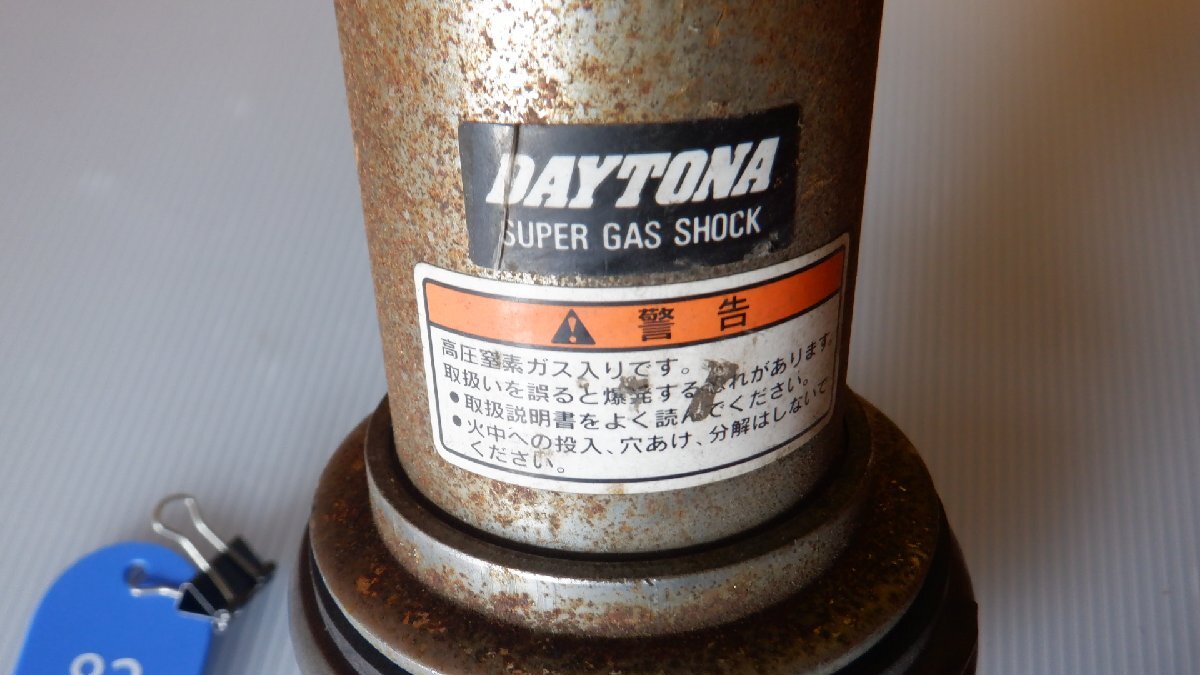 DAYTONA
SUPER GAS SHOCK
警告
高圧窒素ガス入りです。
取扱いを誤ると爆発する恐れがあります。
●取扱説明書をよく読んでください。
●火中への投入、穴あけ、分解はしないで
ください。